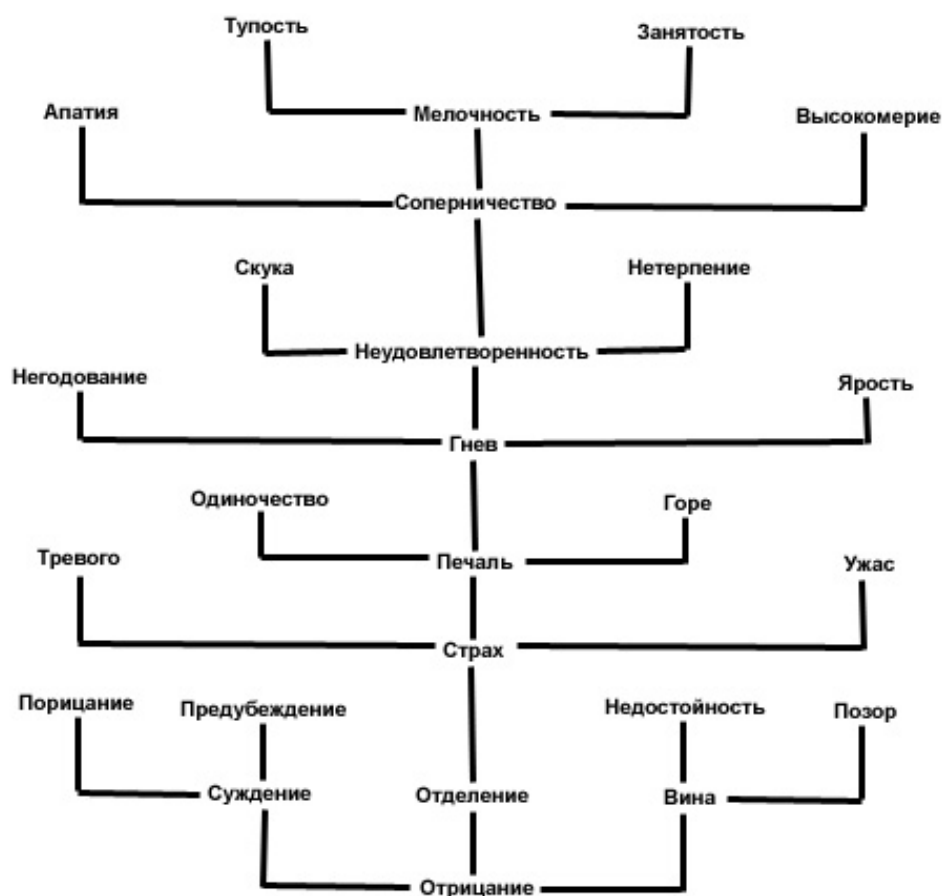 Тупость
Занятость
Апатия
Мелочность
Высокомерие
Соперничество
Скука
Нетерпение
Неудовлетворенность
Негодование
Ярость
Гнев
Одиночество
Горе
Тревого
Печаль
Ужас
Страх
Порицание
Предубеждение
Недостойность
Позор
Суждение
Отделение
Вина
Отрицание